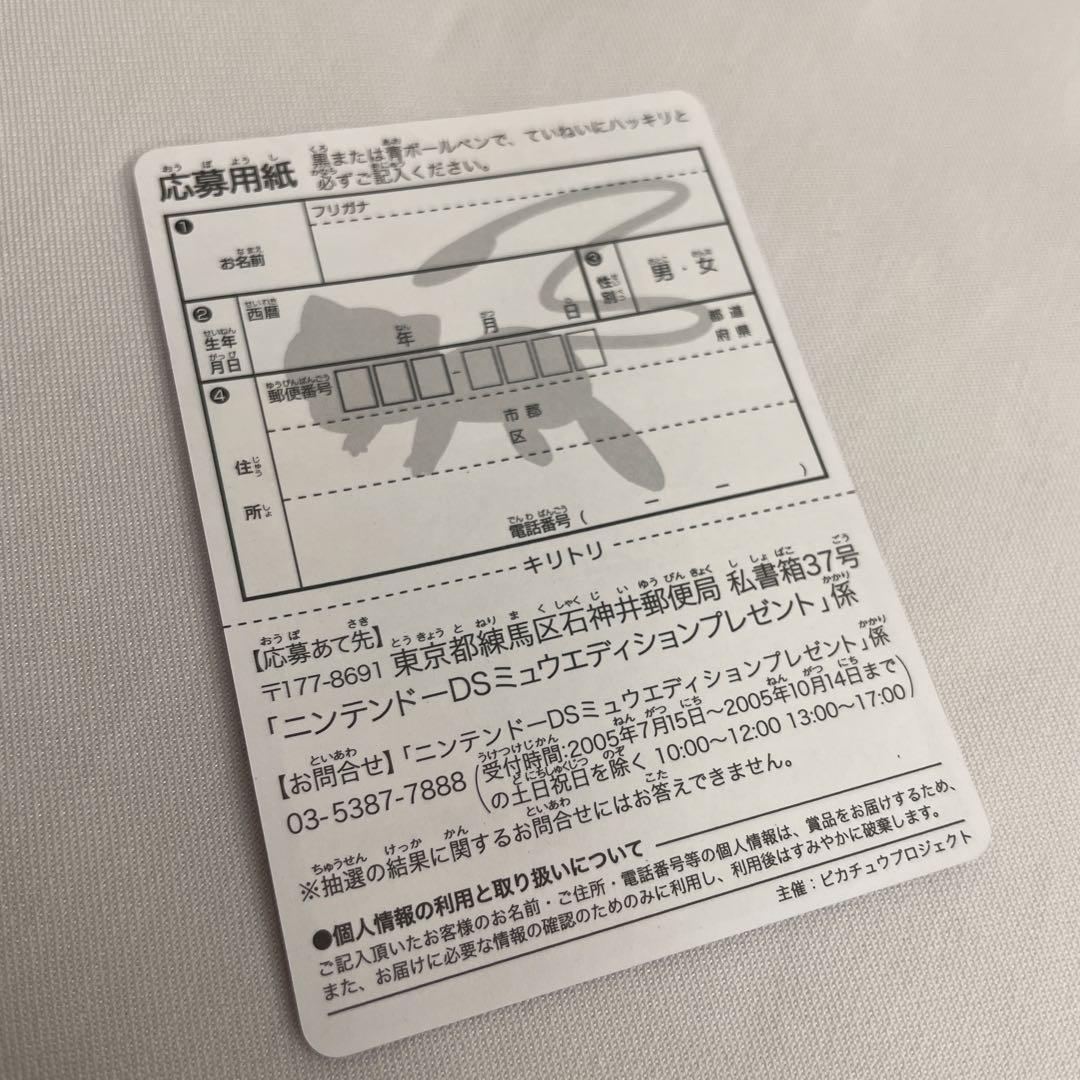 応募用紙 黒または青ボールペンで、ていねいにハッキリと
必ずご記入ください。
❶ お名前 フリガナ
❸ 性別 男・女
❷ 生年月日 西暦 年 月 日
❹ 住所 郵便番号 - 都道府県
市郡区
電話番号 ( ー ー )
キリトリ
【応募あて先】
〒177-8691 東京都練馬区石神井郵便局 私書箱37号
「ニンテンドーDSミュウエディションプレゼント」係
【お問合せ】「ニンテンドーDSミュウエディションプレゼント」係
03-5387-7888 (受付時間:2005年7月15日〜2005年10月14日まで
の土日祝日を除く 10:00〜12:00 13:00〜17:00)
※抽選の結果に関するお問合せにはお答えできません。
●個人情報の利用と取り扱いについて
ご記入頂いたお客様のお名前・ご住所・電話番号等の個人情報は、賞品をお届けするため、
また、お届けに必要な情報の確認のためのみに利用し、利用後はすみやかに破棄します。
主催：ピカチュウプロジェクト